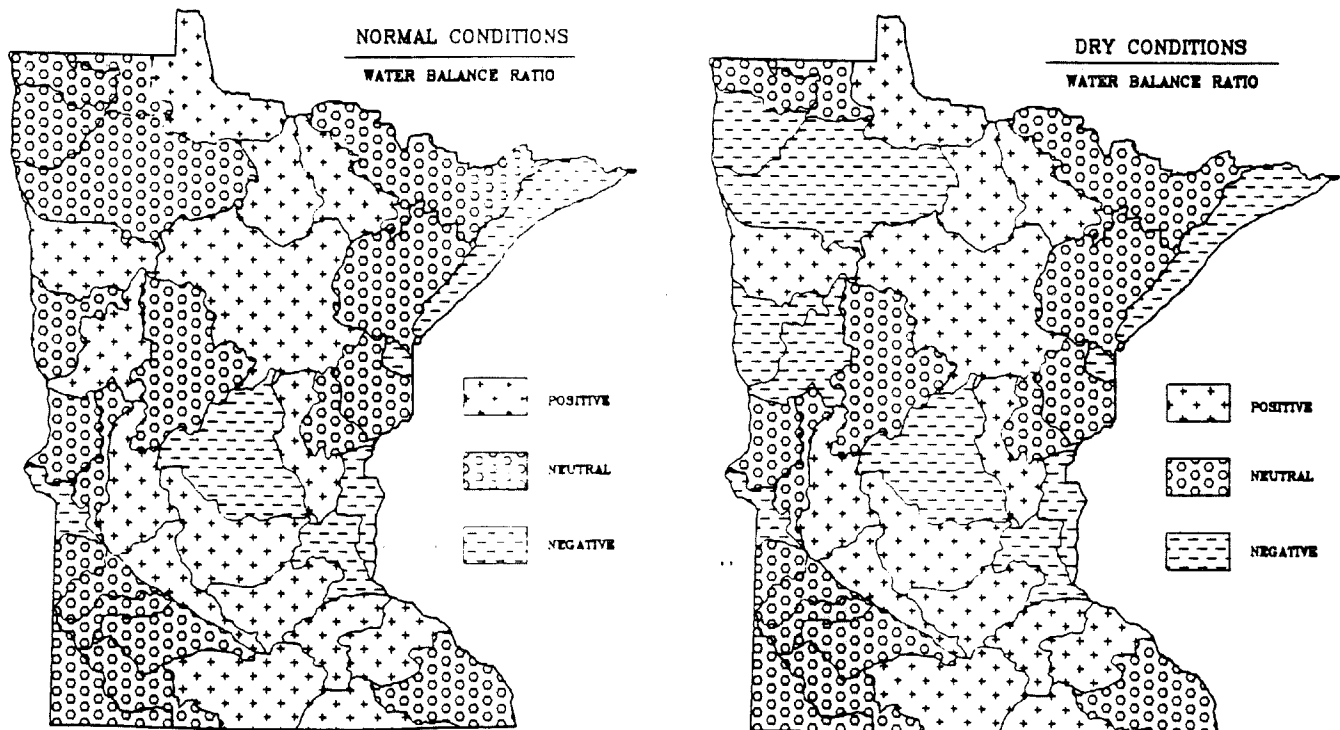 NORMAL CONDITIONS
WATER BALANCE RATIO
POSITIVE
NEUTRAL
NEGATIVE
DRY CONDITIONS
WATER BALANCE RATIO
POSITIVE
NEUTRAL
NEGATIVE